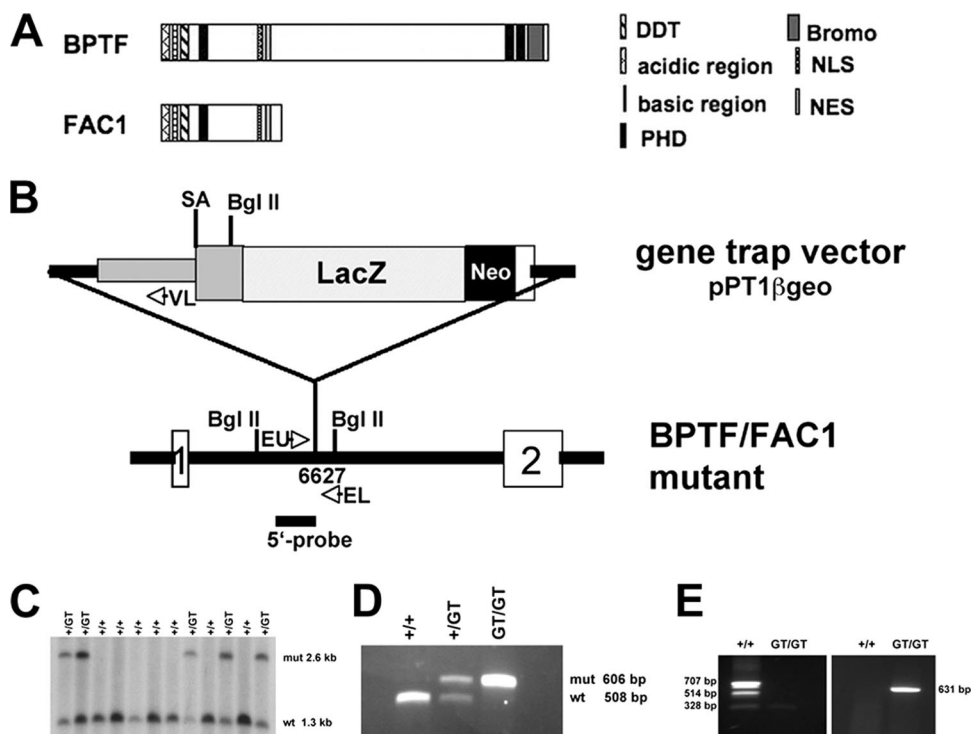 A
BPTF
FAC1
DDT
acidic region
basic region
PHD
Bromo
NLS
NES
B
SA
Bgl II
LacZ
Neo
VL
gene trap vector
pPT1βgeo
Bgl II
EU
Bgl II
1
2
6627
EL
5‘-probe
BPTF/FAC1
mutant
C
+/GT
+/GT
+/+
+/+
+/+
+/+
+/+
+/GT
+/+
+/GT
+/+
+/GT
mut 2.6 kb
wt 1.3 kb
D
+/+
+/GT
GT/GT
mut 606 bp
wt 508 bp
E
+/+ GT/GT
707 bp
514 bp
328 bp
+/+ GT/GT
631 bp